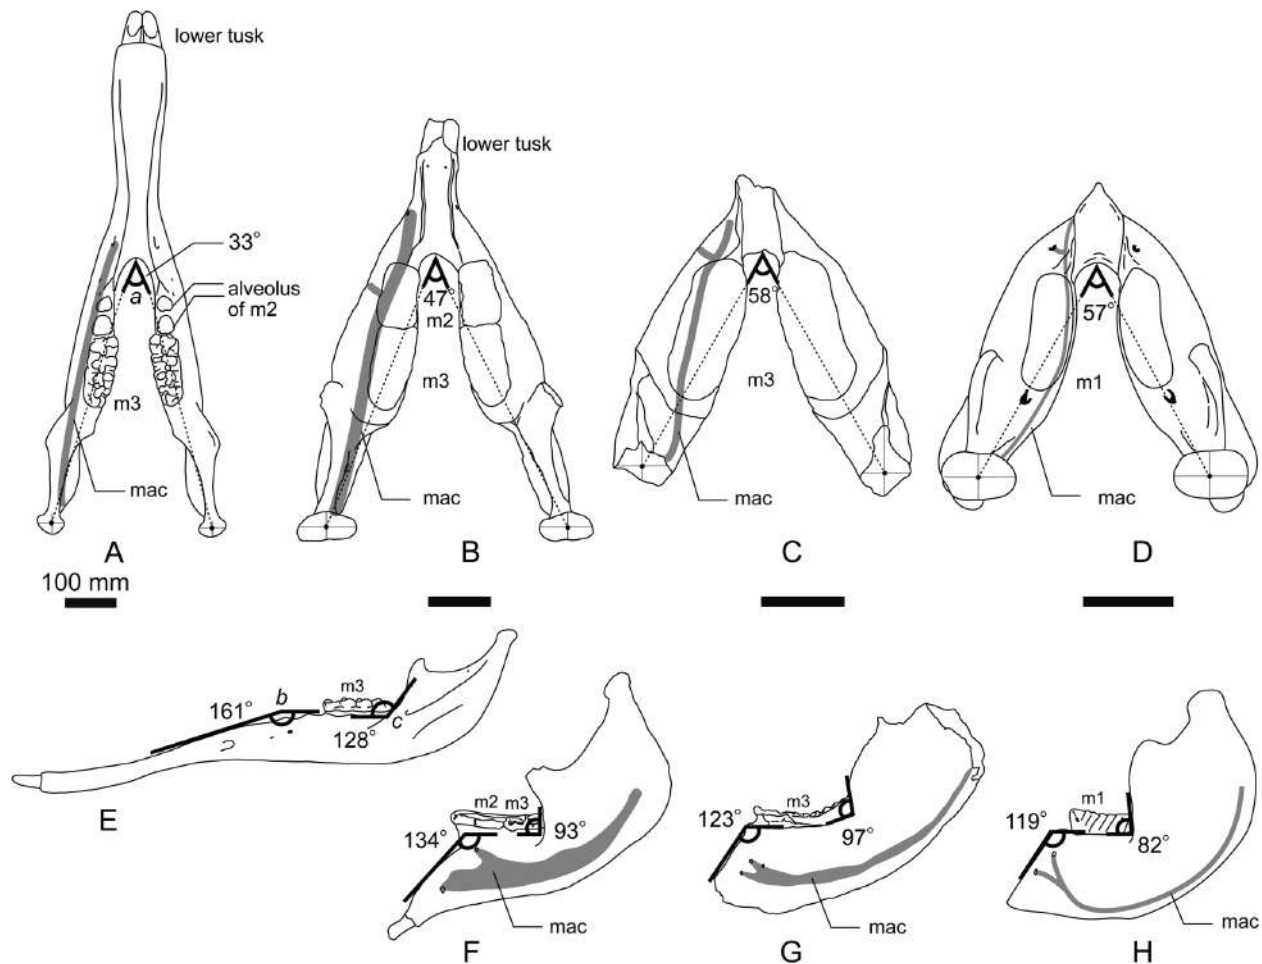 lower tusk
33°
a
alveolus
of m2
m3
mac
A
100 mm
lower tusk
47°
m2
m3
mac
B
58°
m3
mac
C
57°
m1
mac
D
161°
b
m3
c
128°
E
m2 m3
134°
93°
mac
F
m3
123°
97°
mac
G
m1
119°
82°
mac
H